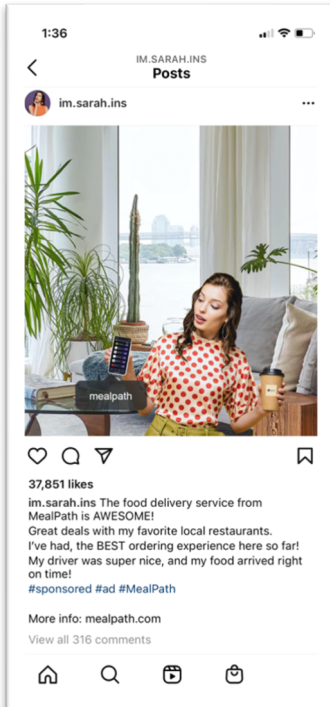 1:36
IM.SARAH.INS
Posts
im.sarah.ins
mealpath
37,851 likes
im.sarah.ins The food delivery service from
MealPath is AWESOME!
Great deals with my favorite local restaurants.
I've had, the BEST ordering experience here so far!
My driver was super nice, and my food arrived right
on time!
#sponsored #ad #MealPath
More info: mealpath.com
View all 316 comments